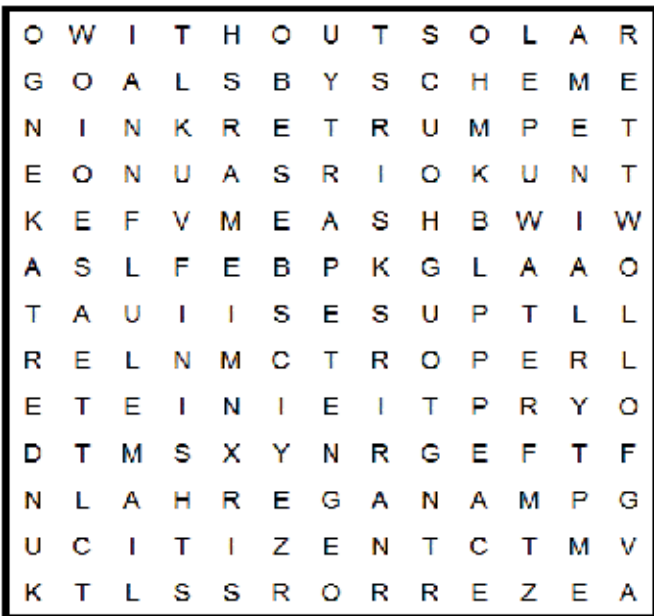 O W I T H O U T S O L A R
G O A L S B Y S C H E M E
N I N K R E T R U M P E T
E O N U A S R I O K U N T
K E F V M E A S H B W I W
A S L F E B P K G L A A O
T A U I I S E S U P T L L
R E L N M C T R O P E R L
E T E I N I E I T P R Y O
D T M S X Y N R G E F T F
N L A H R E G A N A M P G
U C I T I Z E N T C T M V
K T L S S R O R R E Z E A